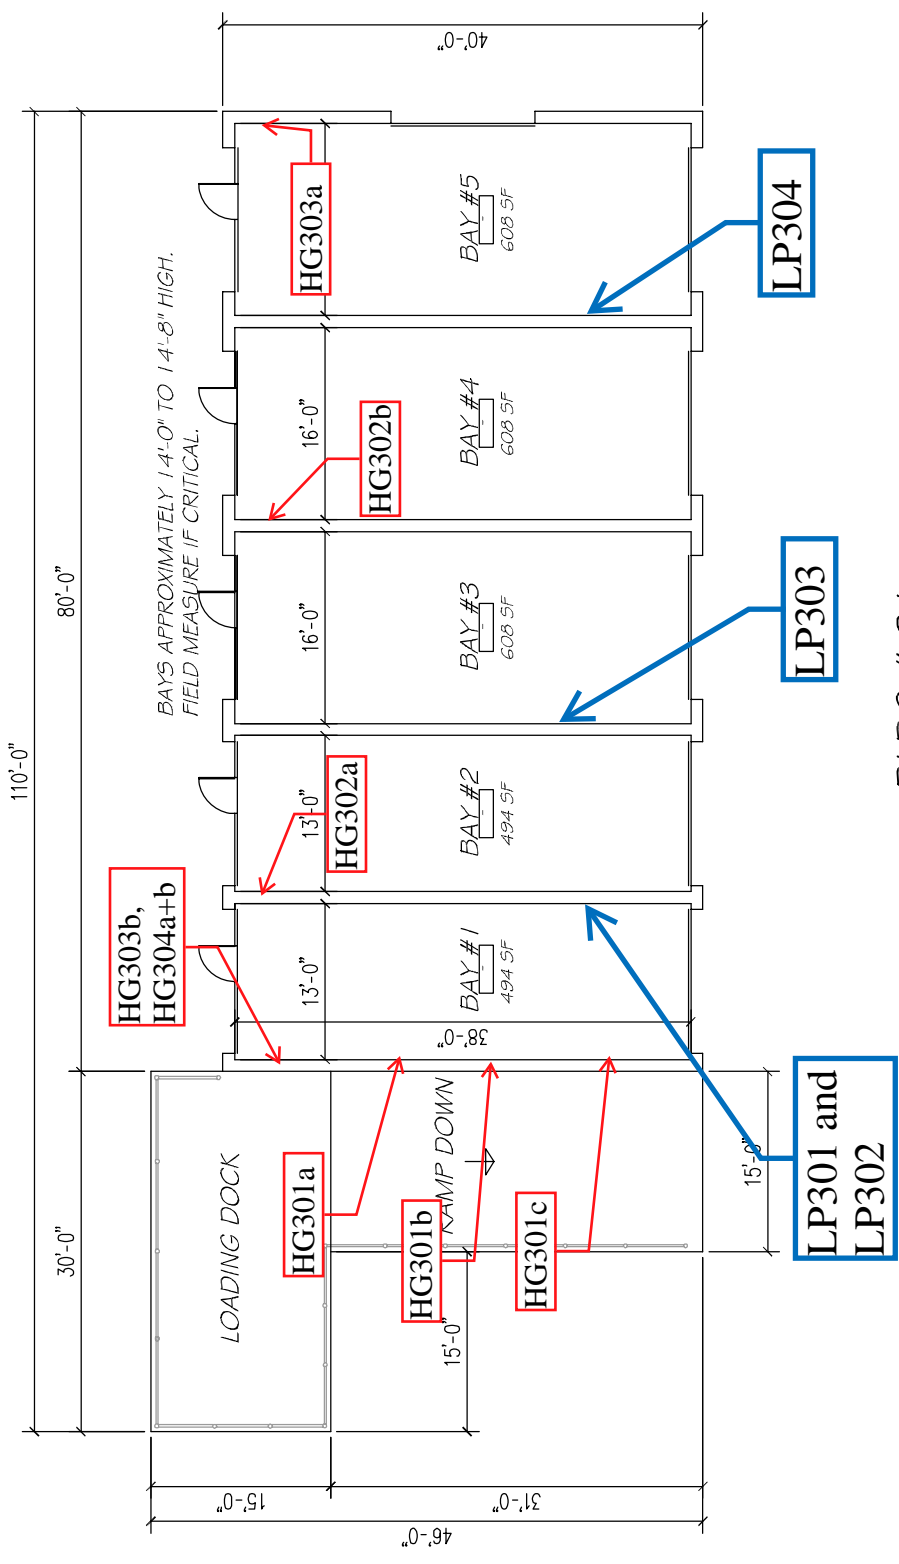 110'-0"
30'-0"
80'-0"
BAYS APPROXIMATELY 14'-0" TO 14'-8" HIGH.
FIELD MEASURE IF CRITICAL.
40'-0"
46'-0"
15'-0"
31'-0"
LOADING DOCK
RAMP DOWN
15'-0"
15'-0"
38'-0"
13'-0"
13'-0"
16'-0"
16'-0"
BAY #1
494 SF
BAY #2
494 SF
BAY #3
608 SF
BAY #4
608 SF
BAY #5
608 SF
HG303b,
HG304a+b
HG302a
HG302b
HG303a
HG301a
HG301b
HG301c
LP301 and
LP302
LP303
LP304